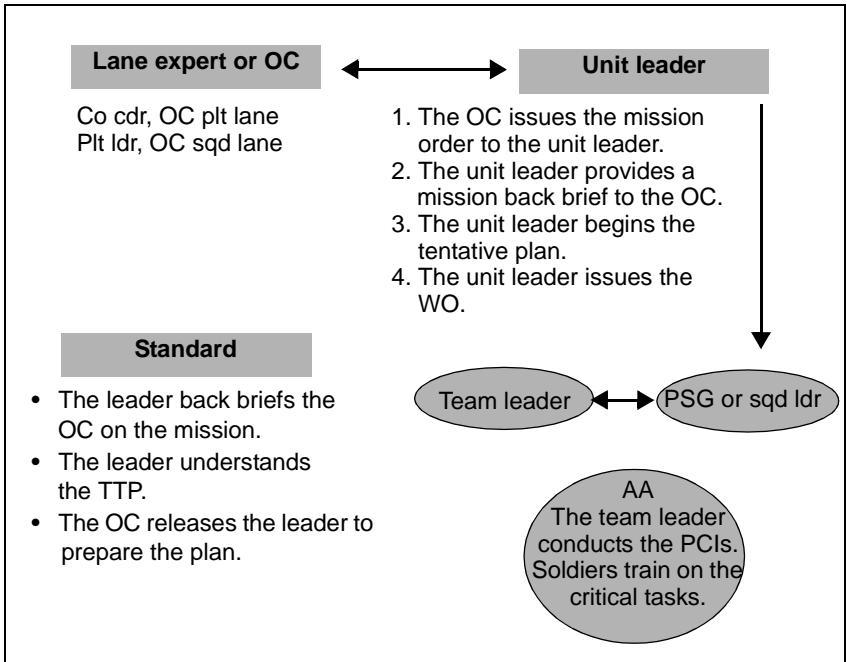 Lane expert or OC
Co cdr, OC plt lane
Plt ldr, OC sqd lane
Unit leader
1. The OC issues the mission
order to the unit leader.
2. The unit leader provides a
mission back brief to the OC.
3. The unit leader begins the
tentative plan.
4. The unit leader issues the
WO.
Standard
• The leader back briefs the
OC on the mission.
• The leader understands
the TTP.
• The OC releases the leader to
prepare the plan.
Team leader
PSG or sqd ldr
AA
The team leader
conducts the PCIs.
Soldiers train on the
critical tasks.